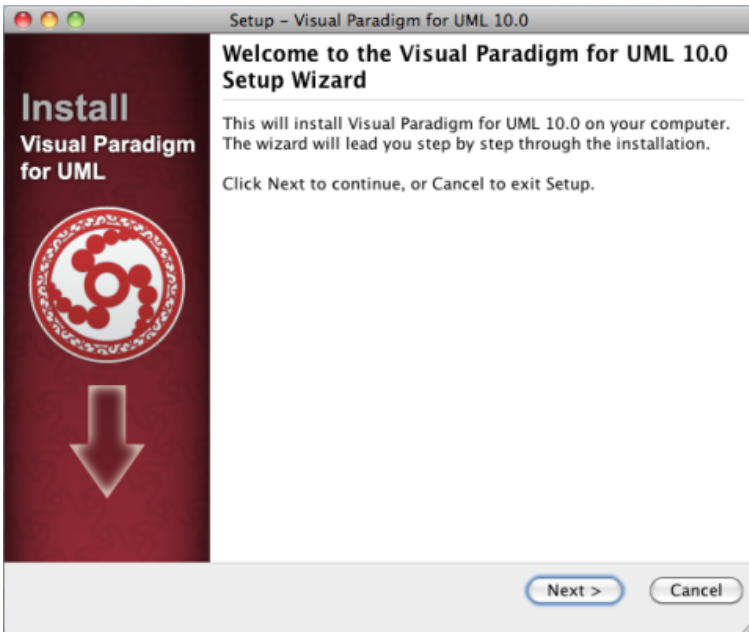 Setup – Visual Paradigm for UML 10.0
Install
Visual Paradigm
for UML
Welcome to the Visual Paradigm for UML 10.0
Setup Wizard
This will install Visual Paradigm for UML 10.0 on your computer.
The wizard will lead you step by step through the installation.
Click Next to continue, or Cancel to exit Setup.
Next >
Cancel